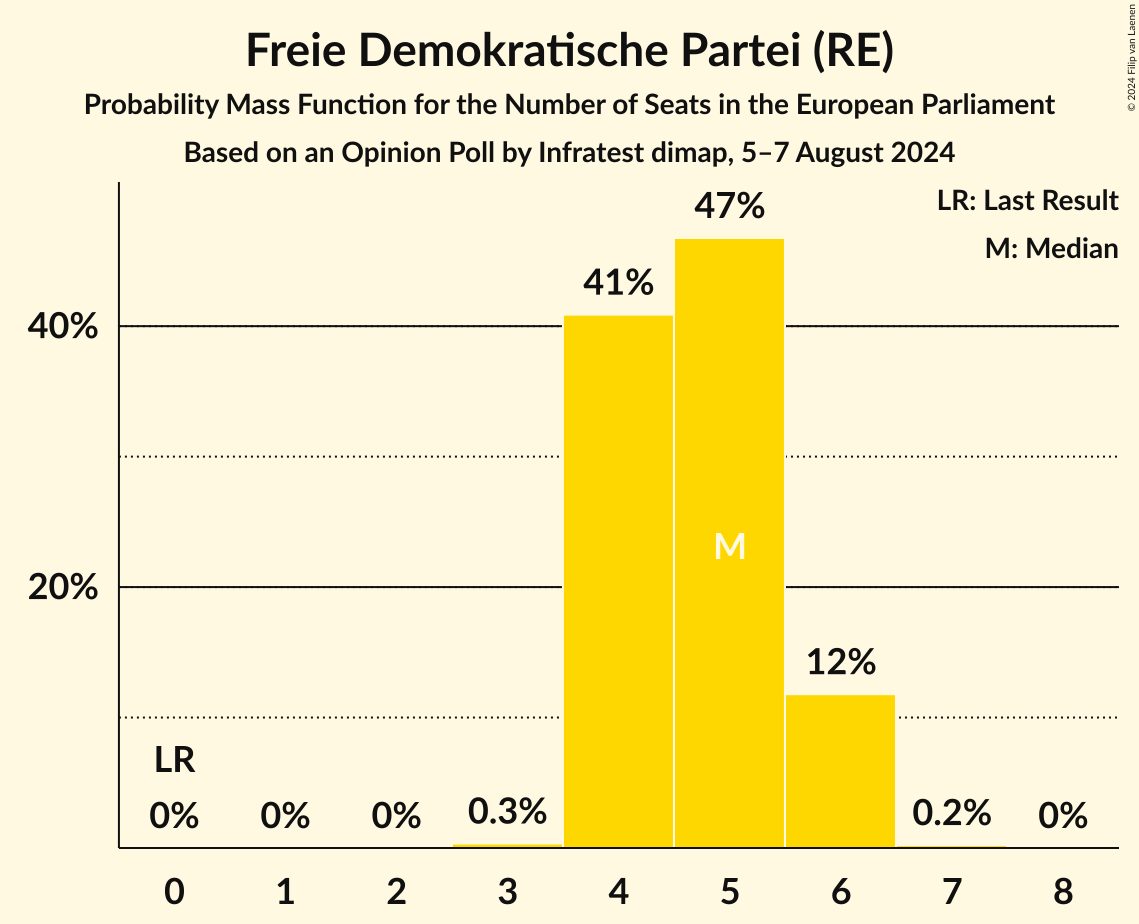 Freie Demokratische Partei (RE)
Probability Mass Function for the Number of Seats in the European Parliament
Based on an Opinion Poll by Infratest dimap, 5–7 August 2024
© 2024 Filip van Laenen
LR: Last Result
M: Median
47%
41%
40%
M
20%
12%
LR
0%
0%
0%
0.3%
0.2%
0%
0 1 2 3 4 5 6 7 8